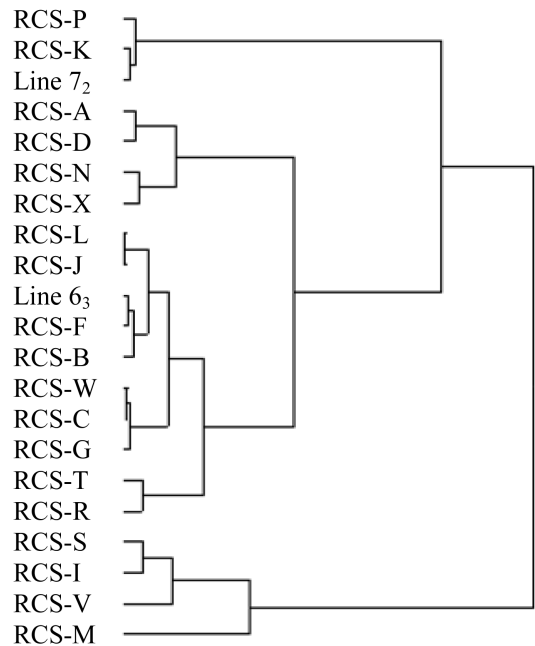 RCS-P
RCS-K
Line 7₂
RCS-A
RCS-D
RCS-N
RCS-X
RCS-L
RCS-J
Line 6₃
RCS-F
RCS-B
RCS-W
RCS-C
RCS-G
RCS-T
RCS-R
RCS-S
RCS-I
RCS-V
RCS-M